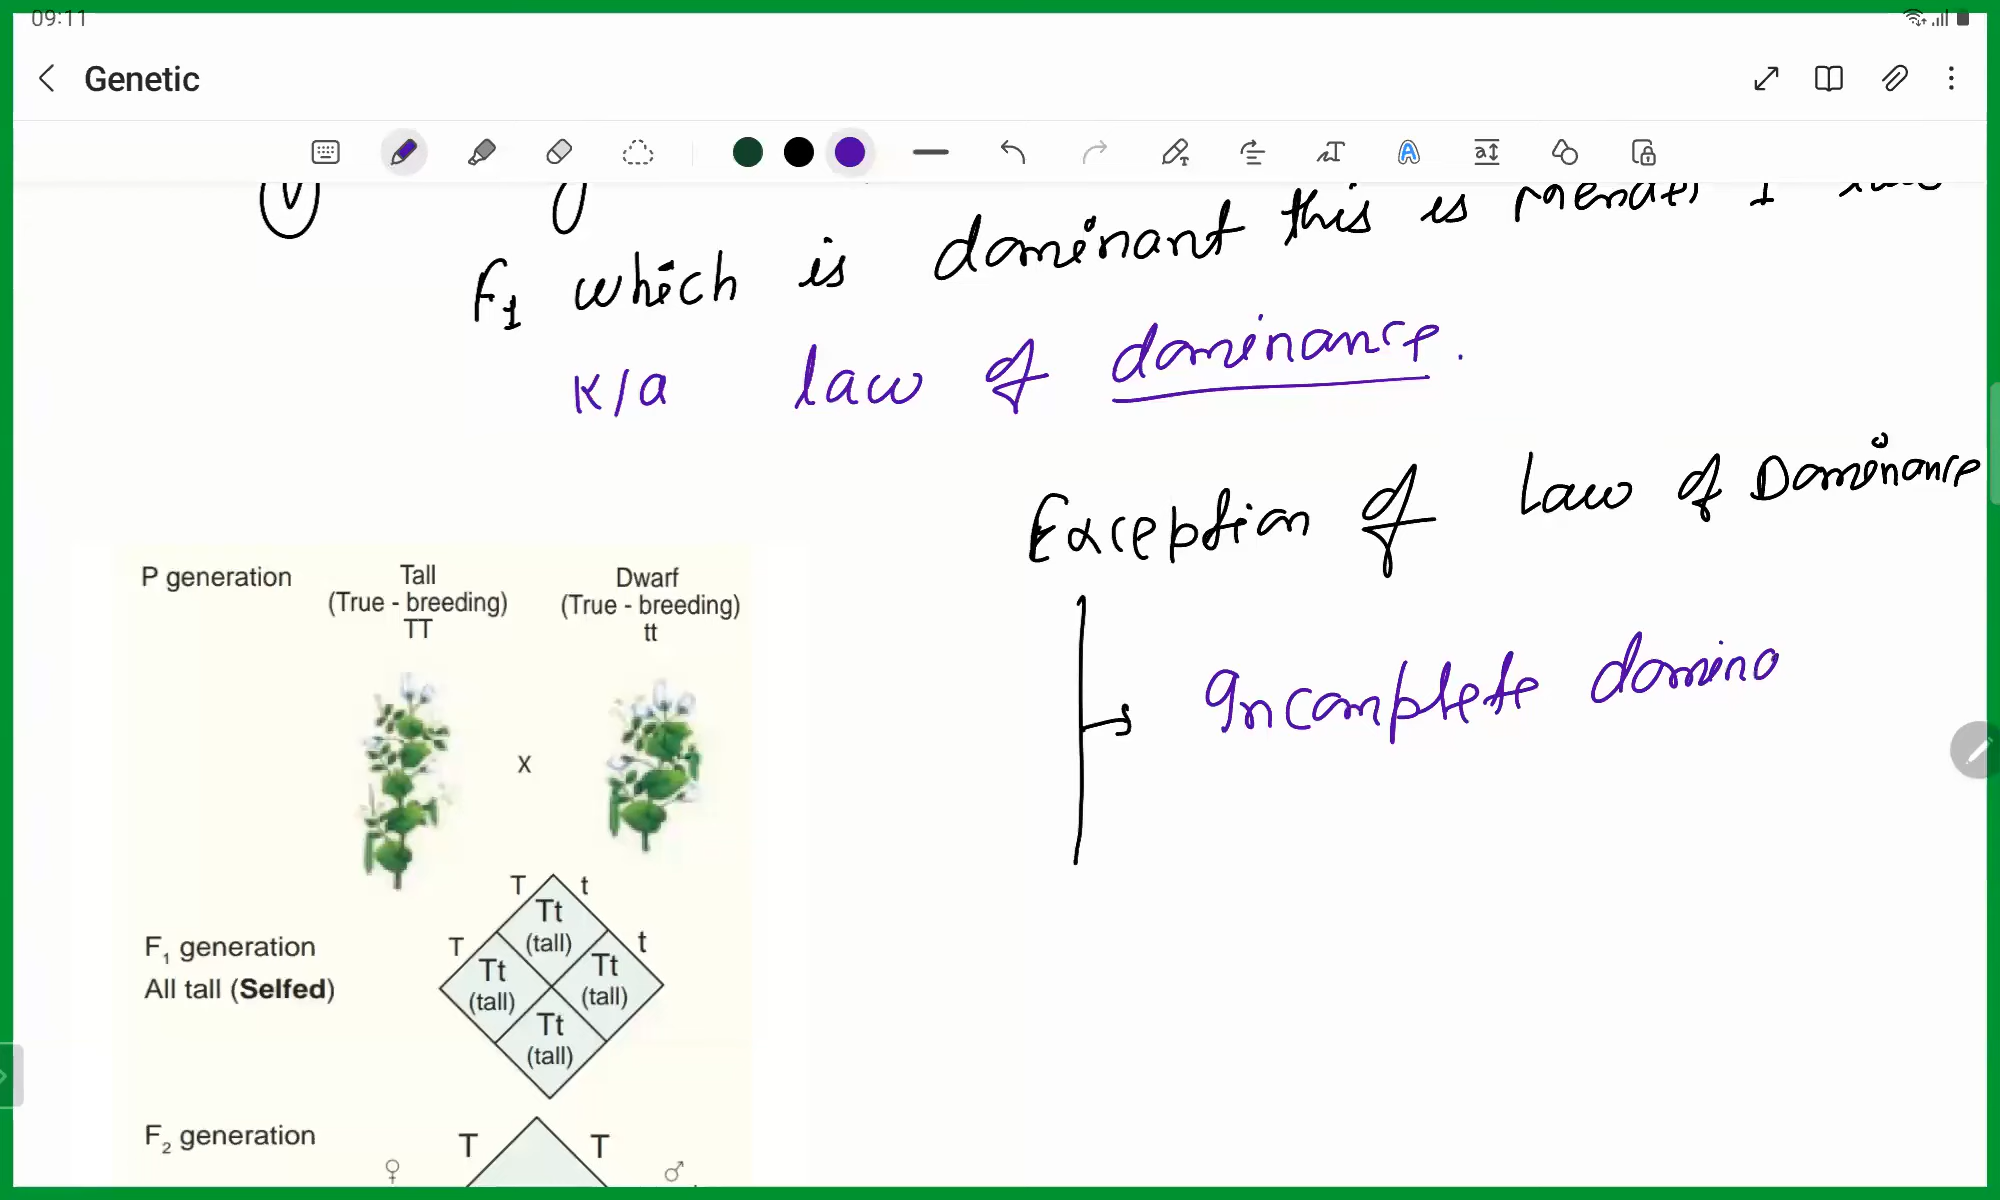 09:11
Genetic
F1 which is dominant this is
K/a law of dominance.
Exception of Law of Dominance
Incomplete domina
P generation
Tall
(True - breeding)
TT
Dwarf
(True - breeding)
tt
x
T t
Tt
(tall)
T t
Tt
(tall)
Tt
(tall)
Tt
(tall)
F1 generation
All tall (Selfed)
F2 generation
T T
♀ ♂